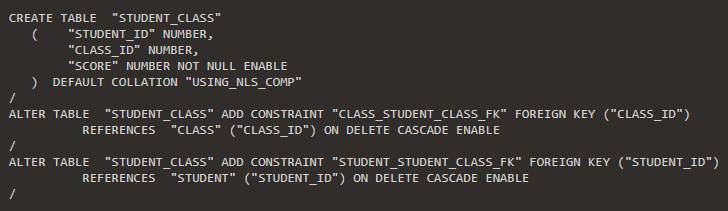 CREATE TABLE  "STUDENT_CLASS"
   (    "STUDENT_ID" NUMBER,
        "CLASS_ID" NUMBER,
        "SCORE" NUMBER NOT NULL ENABLE
   )  DEFAULT COLLATION "USING_NLS_COMP"
/
ALTER TABLE  "STUDENT_CLASS" ADD CONSTRAINT "CLASS_STUDENT_CLASS_FK" FOREIGN KEY ("CLASS_ID")
          REFERENCES  "CLASS" ("CLASS_ID") ON DELETE CASCADE ENABLE
/
ALTER TABLE  "STUDENT_CLASS" ADD CONSTRAINT "STUDENT_STUDENT_CLASS_FK" FOREIGN KEY ("STUDENT_ID")
          REFERENCES  "STUDENT" ("STUDENT_ID") ON DELETE CASCADE ENABLE
/